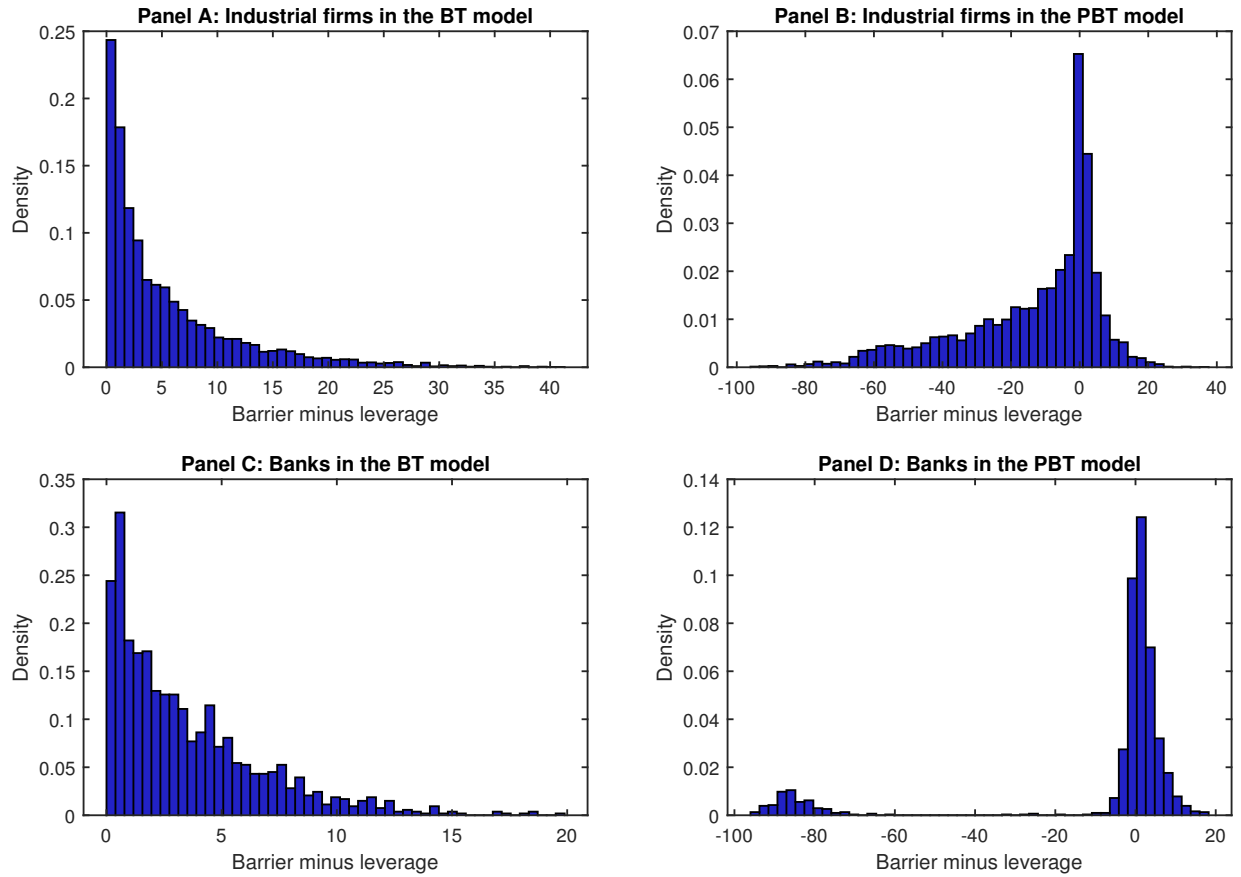 Panel A: Industrial firms in the BT model
0.25
0.2
0.15
0.1
0.05
0
Density
0 5 10 15 20 25 30 35 40
Barrier minus leverage
Panel B: Industrial firms in the PBT model
0.07
0.06
0.05
0.04
0.03
0.02
0.01
0
Density
-100 -80 -60 -40 -20 0 20 40
Barrier minus leverage
Panel C: Banks in the BT model
0.35
0.3
0.25
0.2
0.15
0.1
0.05
0
Density
0 5 10 15 20
Barrier minus leverage
Panel D: Banks in the PBT model
0.14
0.12
0.1
0.08
0.06
0.04
0.02
0
Density
-100 -80 -60 -40 -20 0 20
Barrier minus leverage